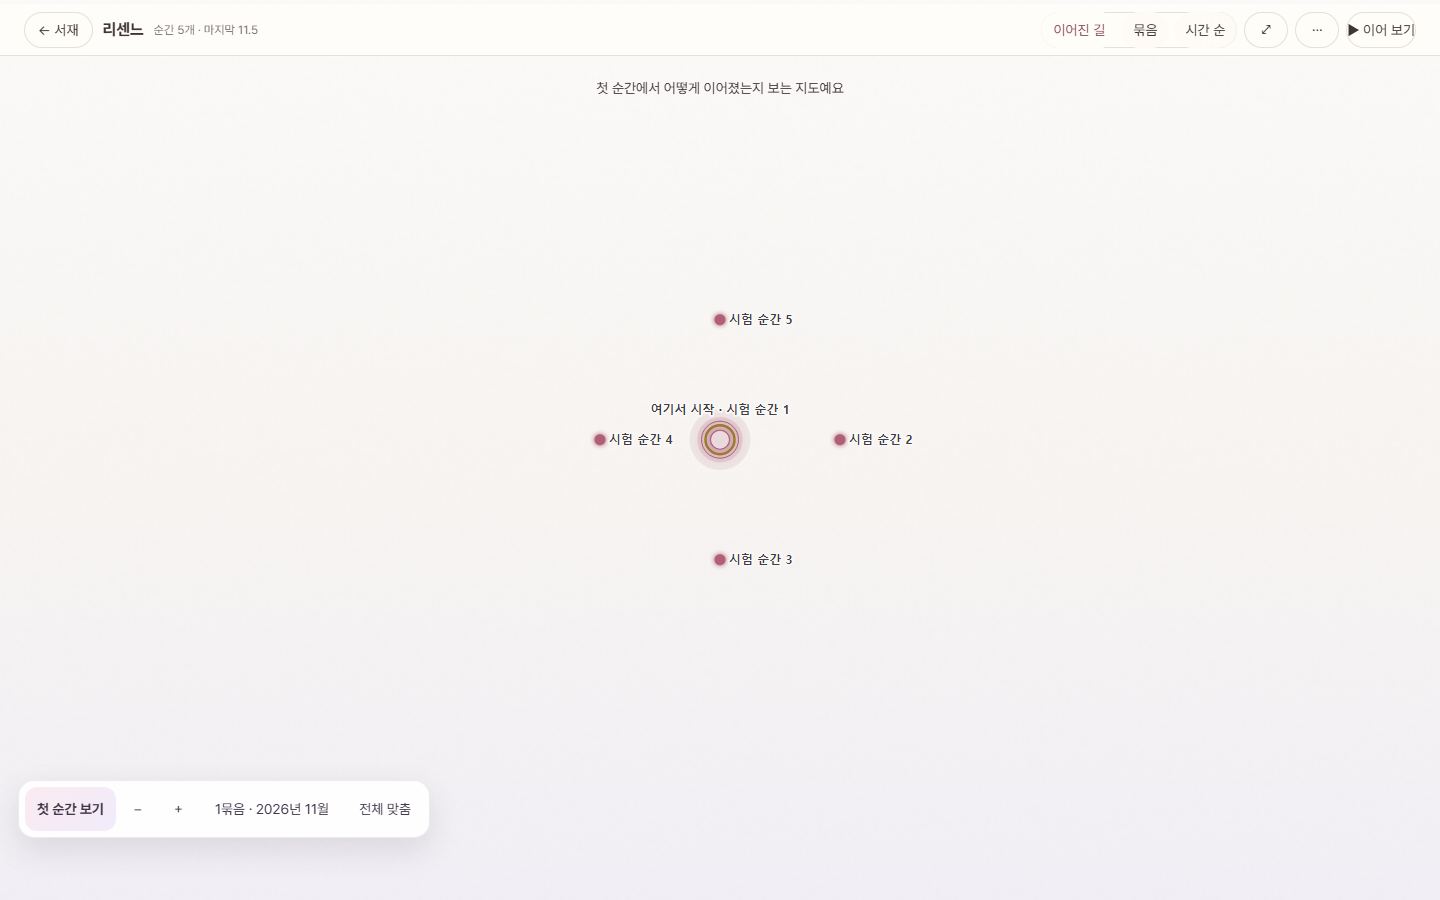 ← 서재 리센느 순간 5개 · 마지막 11.5 이어진 길 묶음 시간 순 ⤢ ··· ▶ 이어 보기
첫 순간에서 어떻게 이어졌는지 보는 지도예요
시험 순간 5
여기서 시작 · 시험 순간 1
시험 순간 4
시험 순간 2
시험 순간 3
첫 순간 보기 − + 1묶음 · 2026년 11월 전체 맞춤